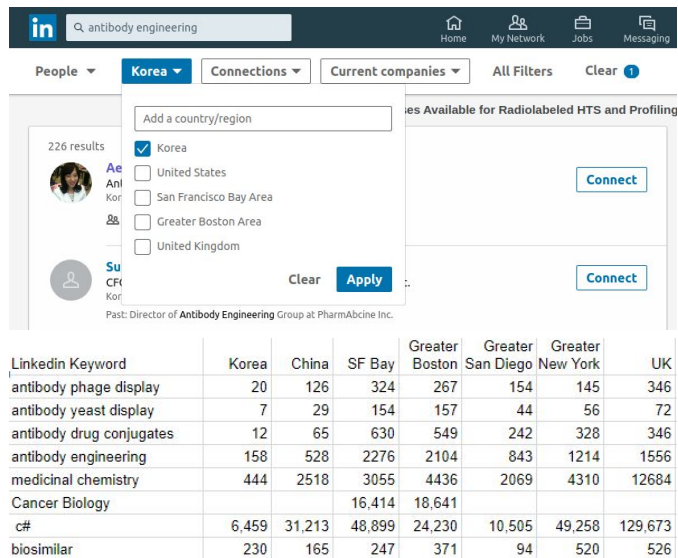 in antibody engineering Home My Network Jobs Messaging
People Korea Connections Current companies All Filters Clear 1
Add a country/region
es Available for Radiolabeled HTS and Profiling
226 results
Korea
Ae
United States
Ant
Connect
Kor
San Francisco Bay Area
Greater Boston Area
United Kingdom
Su
Clear Apply
CFO
Connect
Kor
Past: Director of Antibody Engineering Group at PharmAbcine Inc.
Greater Greater Greater
Linkedin Keyword Korea China SF Bay Boston San Diego New York UK
antibody phage display 20 126 324 267 154 145 346
antibody yeast display 7 29 154 157 44 56 72
antibody drug conjugates 12 65 630 549 242 328 346
antibody engineering 158 528 2276 2104 843 1214 1556
medicinal chemistry 444 2518 3055 4436 2069 4310 12684
Cancer Biology 16,414 18,641
c# 6,459 31,213 48,899 24,230 10,505 49,258 129,673
biosimilar 230 165 247 371 94 520 526